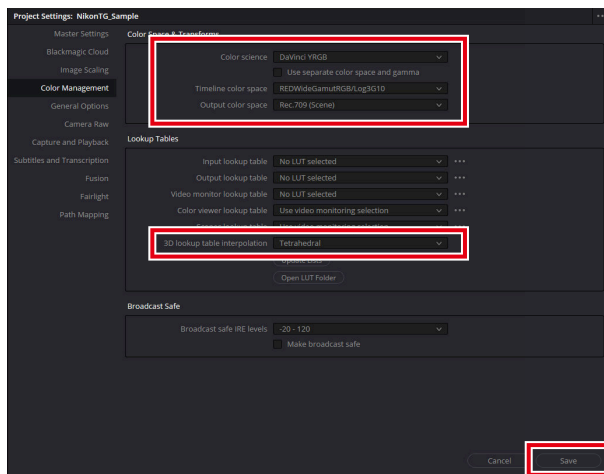 Project Settings: NikonTG_Sample
Master Settings
Blackmagic Cloud
Image Scaling
Color Management
General Options
Camera Raw
Capture and Playback
Subtitles and Transcription
Fusion
Fairlight
Path Mapping
Color Space & Transforms
Color science DaVinci YRGB
Use separate color space and gamma
Timeline color space REDWideGamutRGB/Log3G10
Output color space Rec.709 (Scene)
Lookup Tables
Input lookup table No LUT selected
Output lookup table No LUT selected
Video monitor lookup table No LUT selected
Color viewer lookup table Use video monitoring selection
3D lookup table interpolation Tetrahedral
Update Lists
Open LUT Folder
Broadcast Safe
Broadcast safe IRE levels -20 - 120
Make broadcast safe
Cancel Save